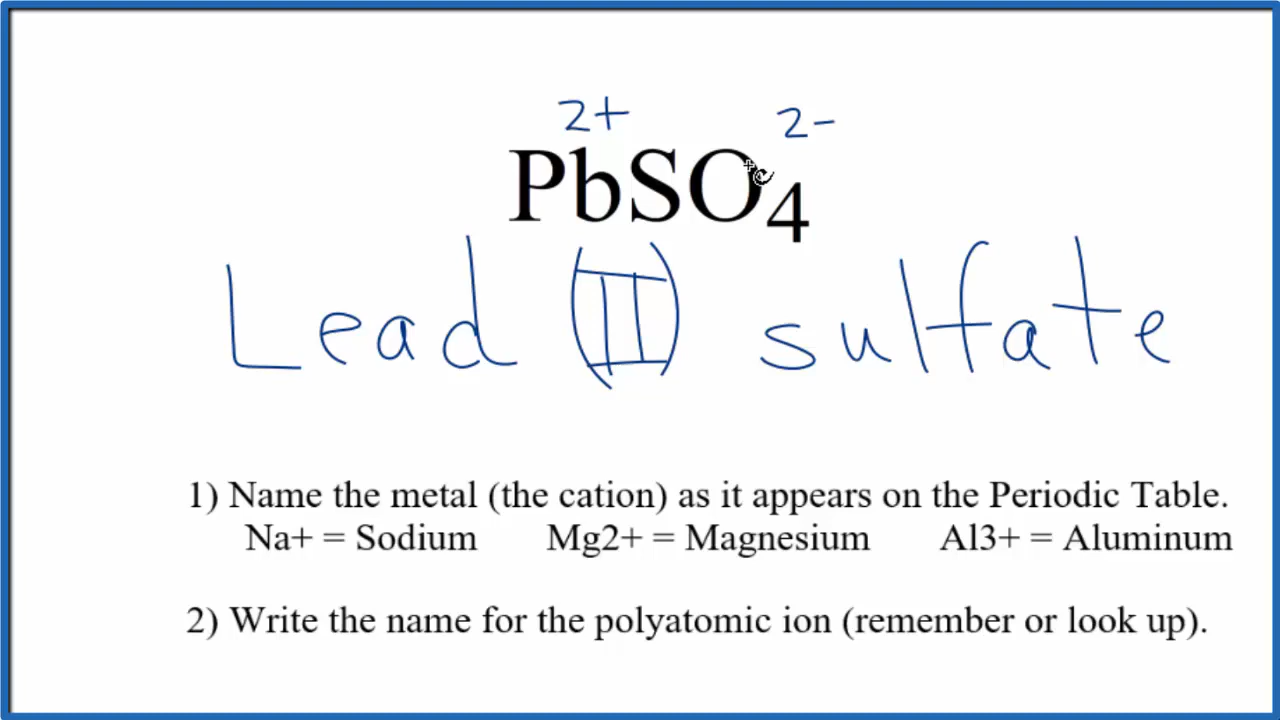 2+ 2-
PbSO4
Lead (II) sulfate
1) Name the metal (the cation) as it appears on the Periodic Table.
Na+ = Sodium Mg2+ = Magnesium Al3+ = Aluminum
2) Write the name for the polyatomic ion (remember or look up).